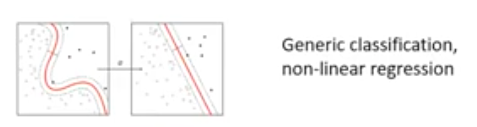 Generic classification,
non-linear regression